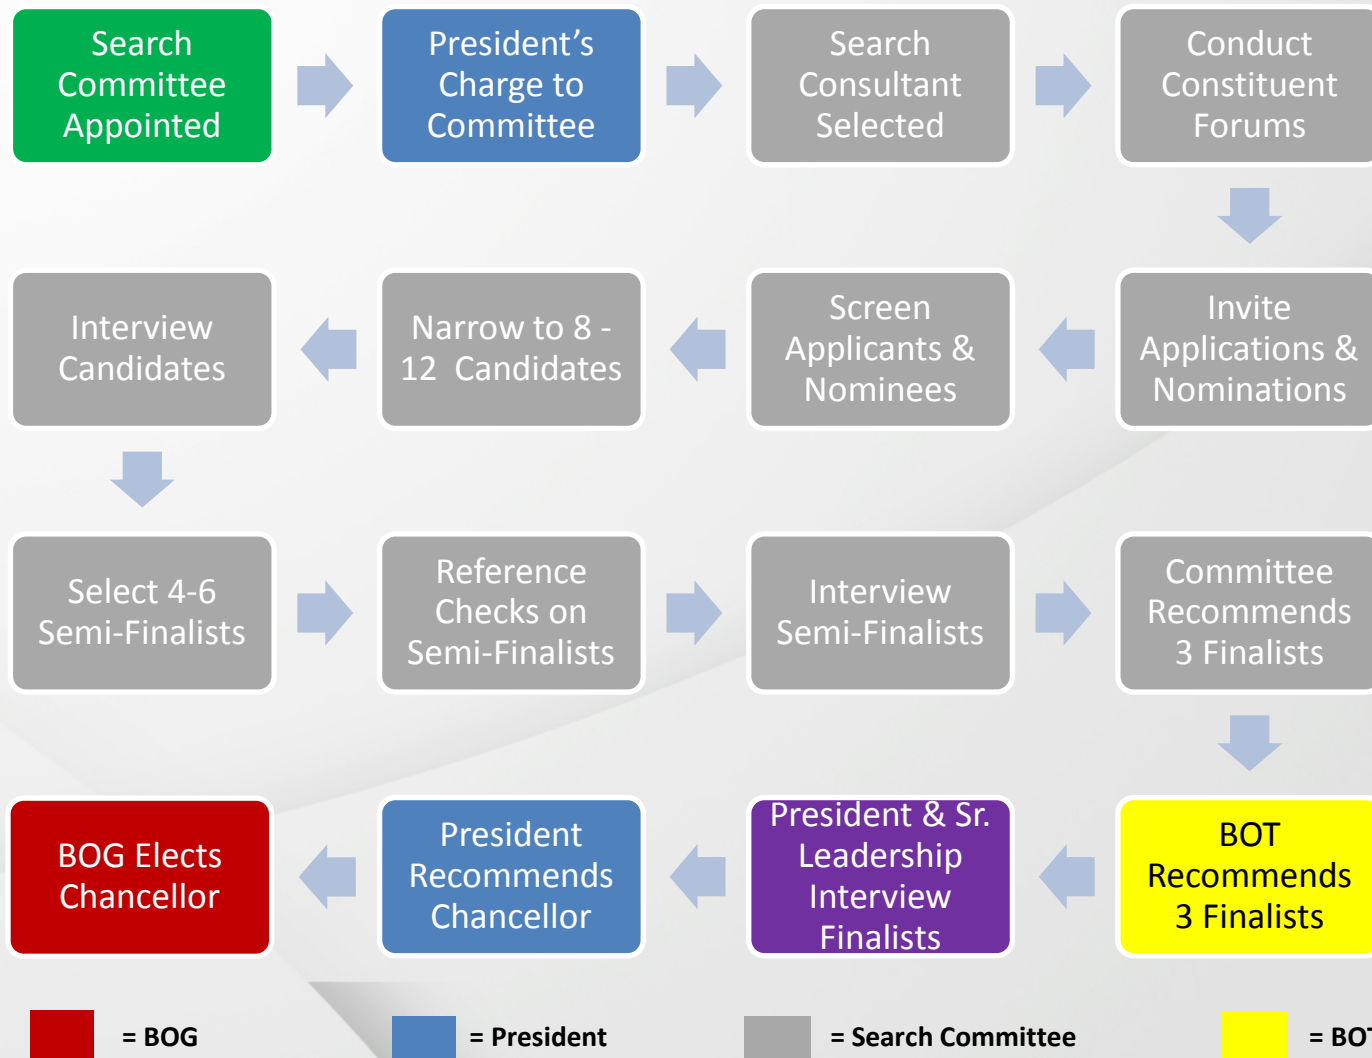 Search
Committee
Appointed
President’s
Charge to
Committee
Search
Consultant
Selected
Conduct
Constituent
Forums
Interview
Candidates
Narrow to 8 -
12 Candidates
Screen
Applicants &
Nominees
Invite
Applications &
Nominations
Select 4-6
Semi-Finalists
Reference
Checks on
Semi-Finalists
Interview
Semi-Finalists
Committee
Recommends
3 Finalists
BOG Elects
Chancellor
President
Recommends
Chancellor
President & Sr.
Leadership
Interview
Finalists
BOT
Recommends
3 Finalists
= BOG
= President
= Search Committee
= BOT